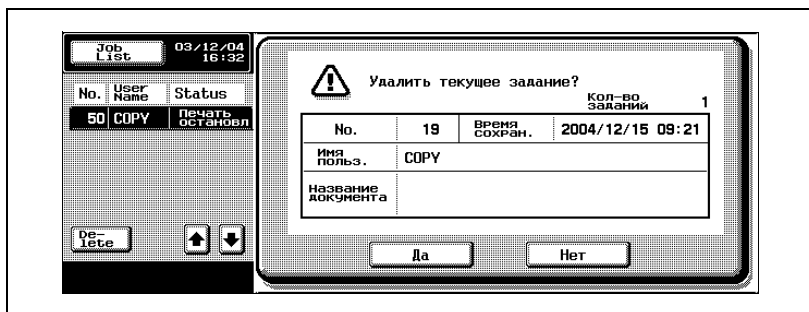 Job List
03/12/04
16:32
No. User Name Status
50 COPY Печать остановл
De-lete
Удалить текущее задание?
Кол-во заданий 1
No. 19 Время сохран. 2004/12/15 09:21
Имя польз. COPY
Название документа
Да Нет